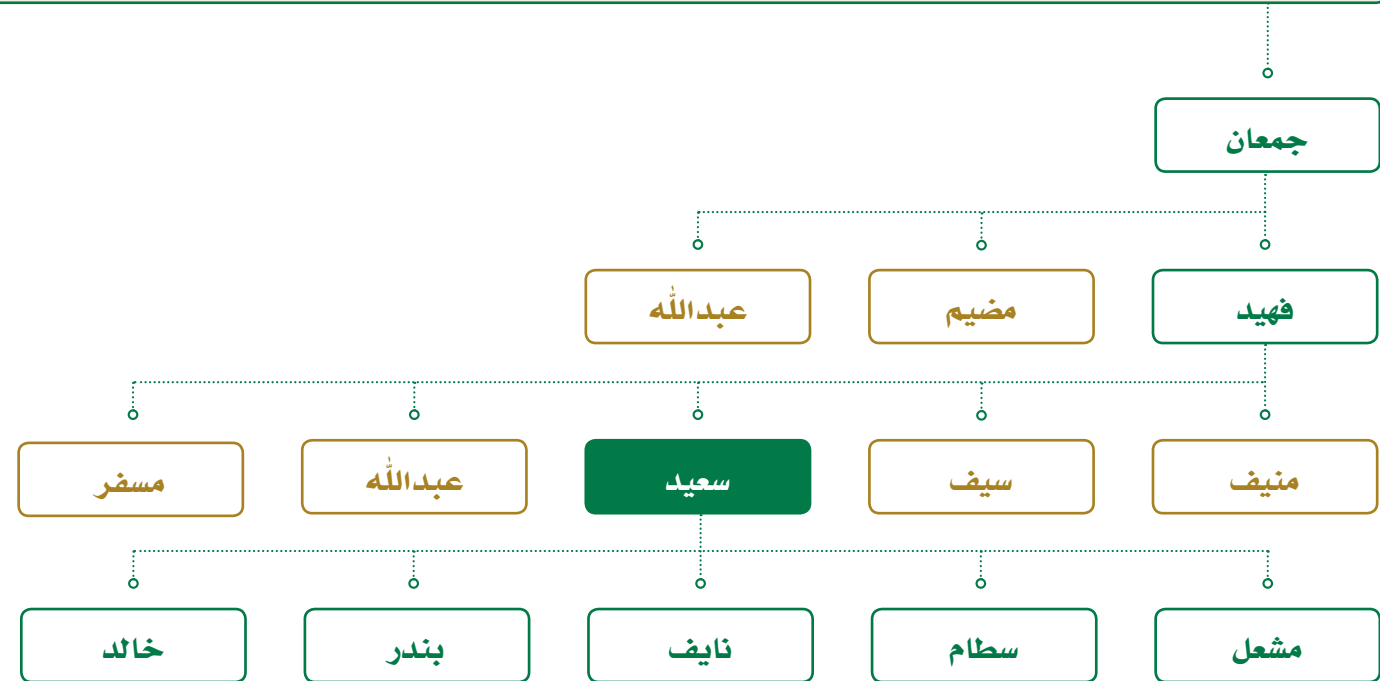 جمعان
فهيد
مضيم
عبدالله
منيف
سيف
سعيد
عبدالله
مسفر
مشعل
سطام
نايف
بندر
خالد